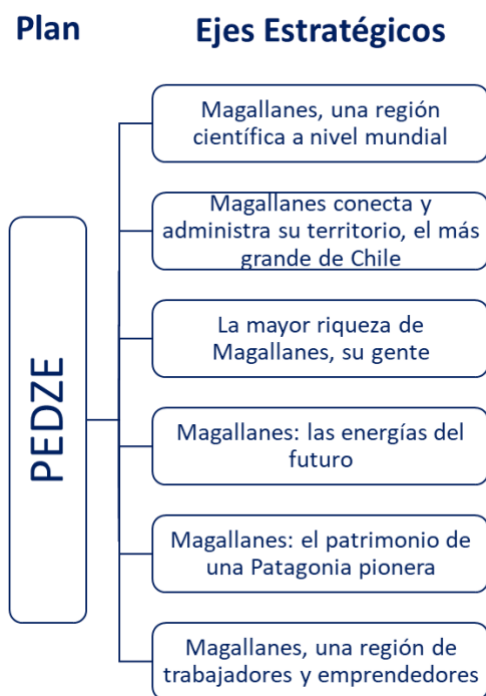 Plan
Ejes Estratégicos
PEDZE
Magallanes, una región
científica a nivel mundial
Magallanes conecta y
administra su territorio, el más
grande de Chile
La mayor riqueza de
Magallanes, su gente
Magallanes: las energías del
futuro
Magallanes: el patrimonio de
una Patagonia pionera
Magallanes, una región de
trabajadores y emprendedores